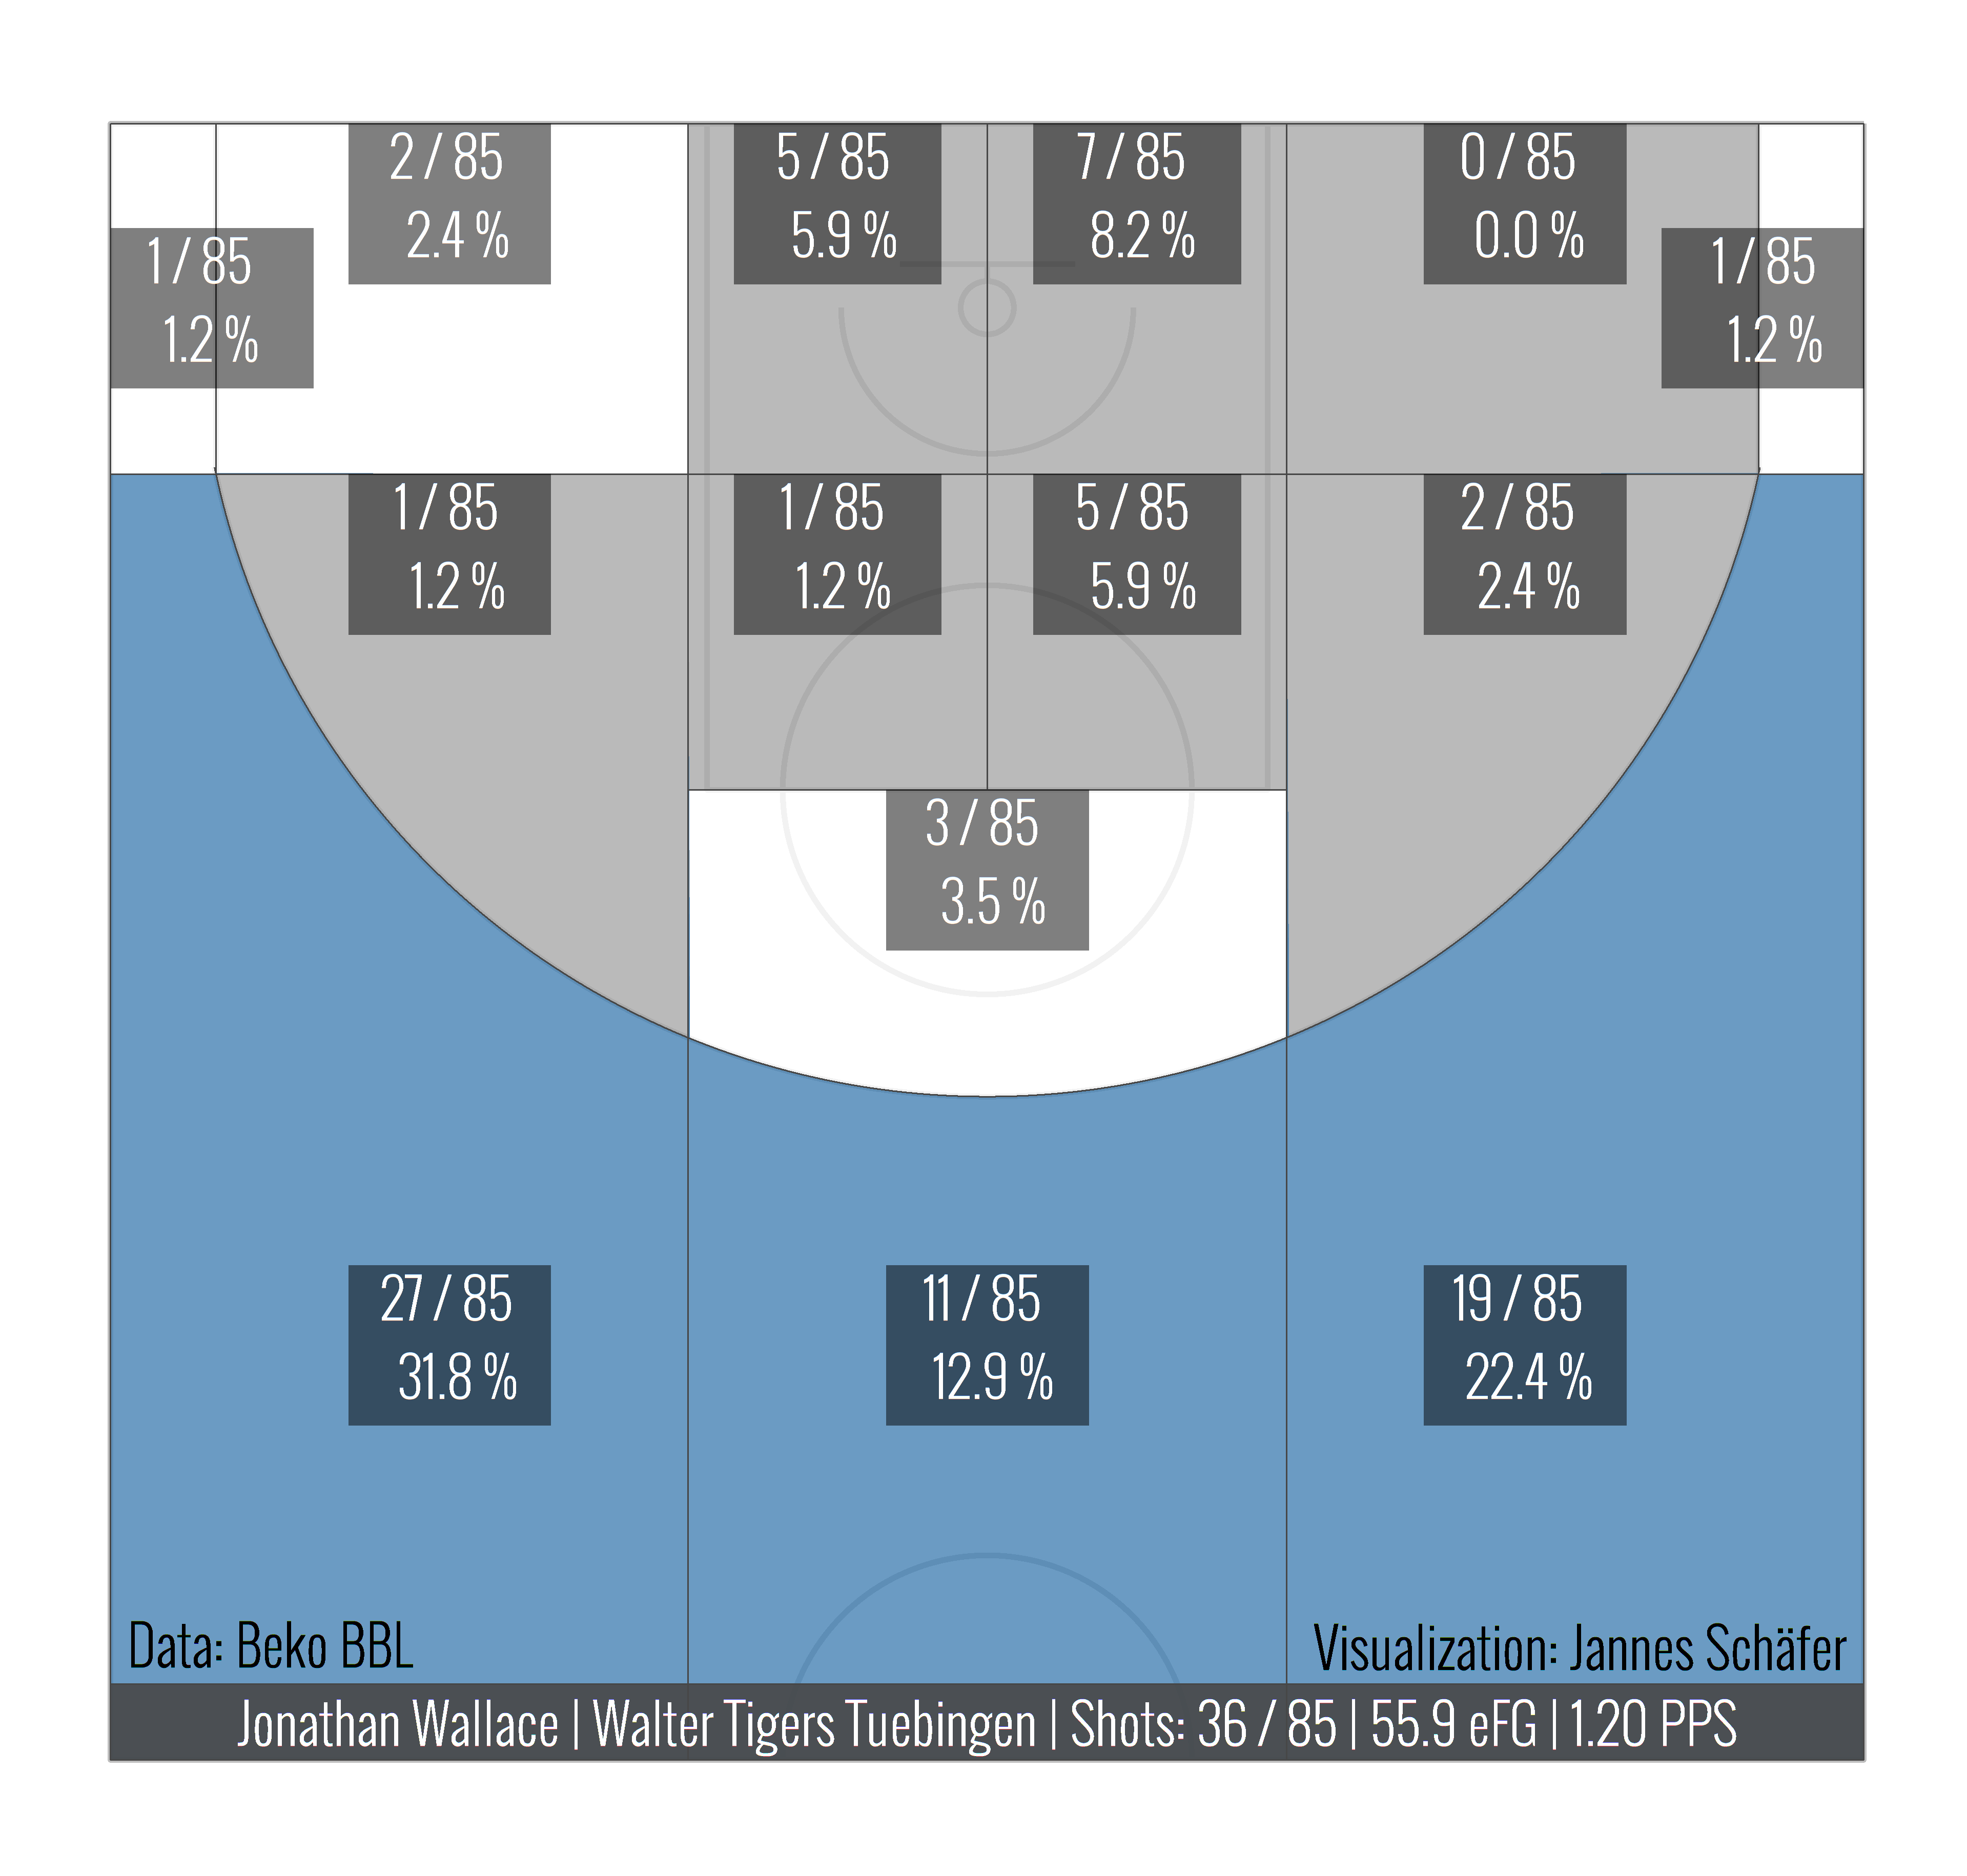 2 / 85
2.4 %
5 / 85
5.9 %
7 / 85
8.2 %
0 / 85
0.0 %
1 / 85
1.2 %
1 / 85
1.2 %
1 / 85
1.2 %
1 / 85
1.2 %
5 / 85
5.9 %
2 / 85
2.4 %
3 / 85
3.5 %
27 / 85
31.8 %
11 / 85
12.9 %
19 / 85
22.4 %
Data: Beko BBL
Visualization: Jannes Schäfer
Jonathan Wallace | Walter Tigers Tuebingen | Shots: 36 / 85 | 55.9 eFG | 1.20 PPS